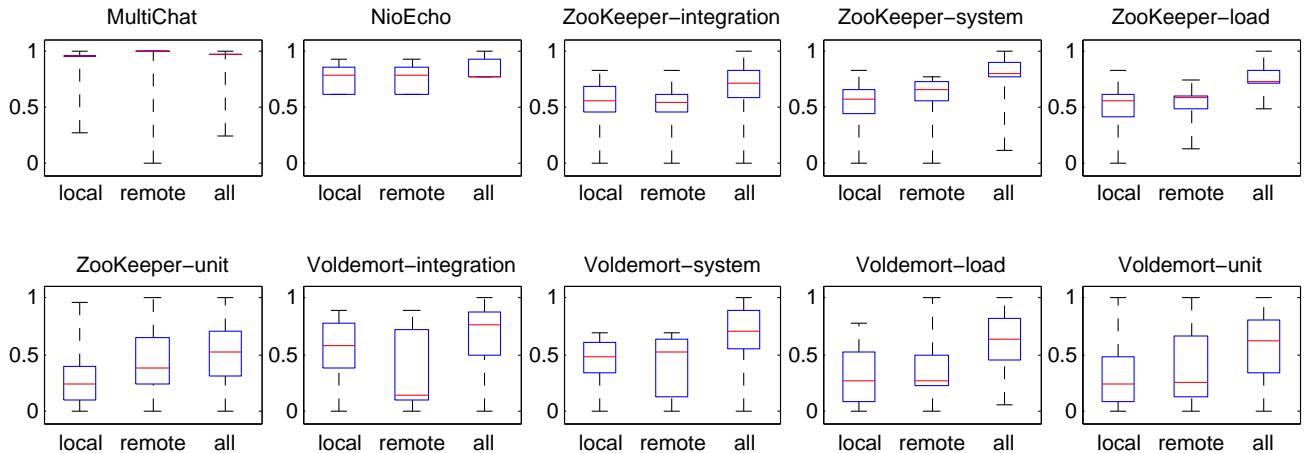 MultiChat NioEcho ZooKeeper−integration ZooKeeper−system ZooKeeper−load
1 1 1 1 1
0.5 0.5 0.5 0.5 0.5
0 0 0 0 0
local remote all local remote all local remote all local remote all local remote all
ZooKeeper−unit Voldemort−integration Voldemort−system Voldemort−load Voldemort−unit
1 1 1 1 1
0.5 0.5 0.5 0.5 0.5
0 0 0 0 0
local remote all local remote all local remote all local remote all local remote all